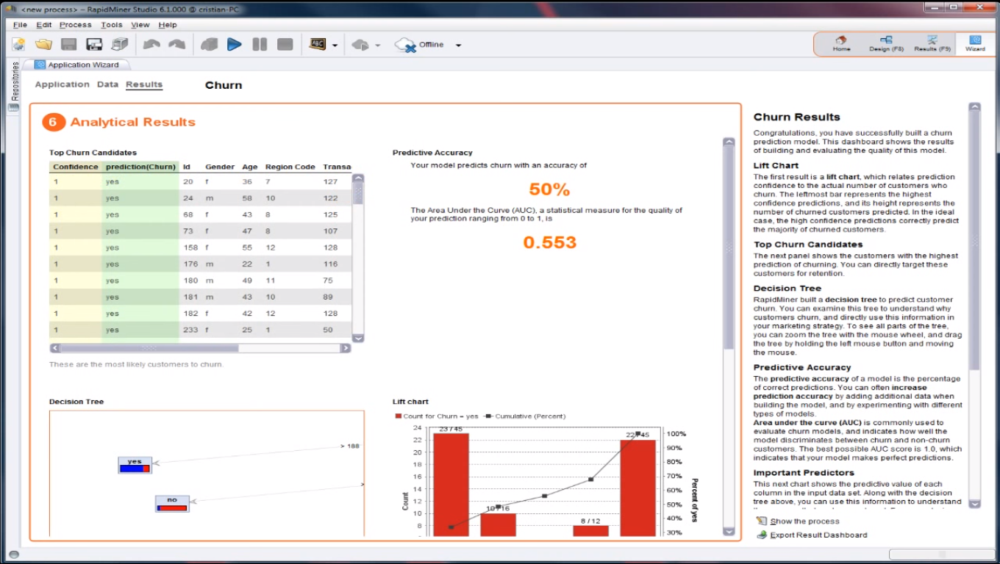 <new process> – RapidMiner Studio 6.1.000 @ cristian-PC
File Edit Process Tools View Help
Offline
Home Design (F8) Results (F9) Wizard
Repositories
Application Wizard
Application Data Results Churn
6 Analytical Results
Top Churn Candidates
Confidence prediction(Churn) Id Gender Age Region Code Transa
1 yes 20 f 36 7 127
1 yes 24 m 58 10 122
1 yes 68 f 43 8 125
1 yes 73 f 47 8 107
1 yes 158 f 55 12 128
1 yes 176 m 22 1 116
1 yes 180 m 49 11 75
1 yes 181 m 43 10 89
1 yes 182 f 42 12 128
1 yes 233 f 25 1 50
These are the most likely customers to churn.
Predictive Accuracy
Your model predicts churn with an accuracy of
50%
The Area Under the Curve (AUC), a statistical measure for the quality of
your prediction ranging from 0 to 1, is
0.553
Decision Tree
> 188
yes
>
no
Lift chart
Count for Churn = yes Cumulative (Percent)
24
22
20
18
16
14
12
10
8
Count
23 / 45
10 / 16
8 / 12
22 / 45
100%
90%
80%
70%
60%
50%
40%
30%
Percent of yes
Churn Results
Congratulations, you have successfully built a churn
prediction model. This dashboard shows the results
of building and evaluating the quality of this model.
Lift Chart
The first result is a lift chart, which relates prediction
confidence to the actual number of customers who
churn. The leftmost bar represents the highest
confidence predictions, and its height represents the
number of churned customers predicted. In the ideal
case, the high confidence predictions correctly predict
the majority of churned customers.
Top Churn Candidates
The next panel shows the customers with the highest
prediction of churning. You can directly target these
customers for retention.
Decision Tree
RapidMiner built a decision tree to predict customer
churn. You can examine this tree to understand why
customers churn, and directly use this information in
your marketing strategy. To see all parts of the tree,
you can zoom the tree with the mouse wheel, and drag
the tree by holding the left mouse button and moving
the mouse.
Predictive Accuracy
The predictive accuracy of a model is the percentage
of correct predictions. You can often increase
prediction accuracy by adding additional data when
building the model, and by experimenting with different
types of models.
Area under the curve (AUC) is commonly used to
evaluate churn models, and indicates how well the
model discriminates between churn and non-churn
customers. The best possible AUC score is 1.0, which
indicates that your model makes perfect predictions.
Important Predictors
This next chart shows the predictive value of each
column in the input data set. Along with the decision
tree above, you can use this information to understand
Show the process
Export Result Dashboard